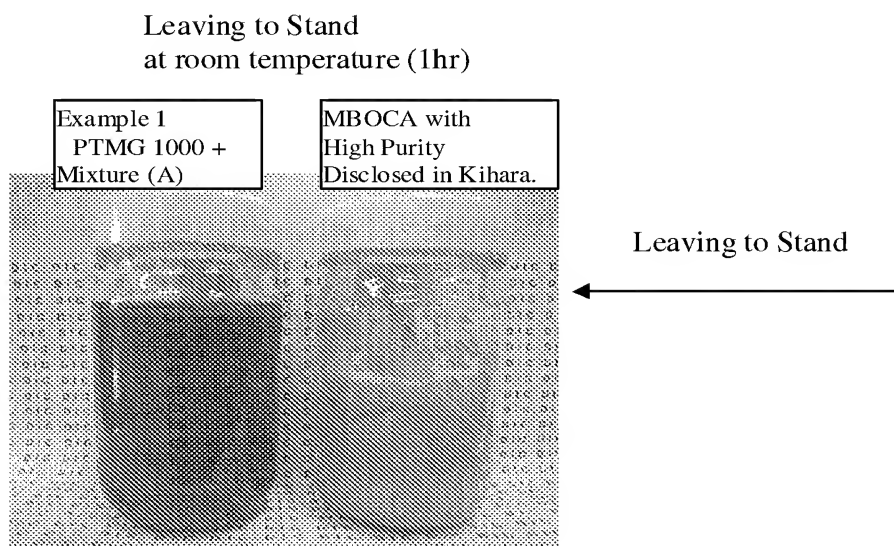 Leaving to Stand
at room temperature (1hr)
Example 1
PTMG 1000 +
Mixture (A)
MBOCA with
High Purity
Disclosed in Kihara.
Leaving to Stand